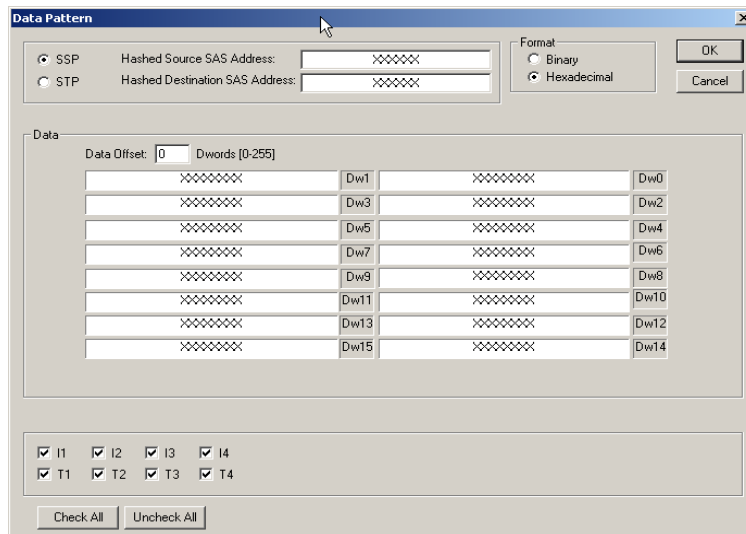 Data Pattern
SSP Hashed Source SAS Address: XXXXXX
STP Hashed Destination SAS Address: XXXXXX
Format
Binary
Hexadecimal
OK
Cancel
Data
Data Offset: 0 Dwords [0-255]
XXXXXXXX Dw1 XXXXXXXX Dw0
XXXXXXXX Dw3 XXXXXXXX Dw2
XXXXXXXX Dw5 XXXXXXXX Dw4
XXXXXXXX Dw7 XXXXXXXX Dw6
XXXXXXXX Dw9 XXXXXXXX Dw8
XXXXXXXX Dw11 XXXXXXXX Dw10
XXXXXXXX Dw13 XXXXXXXX Dw12
XXXXXXXX Dw15 XXXXXXXX Dw14
I1 I2 I3 I4
T1 T2 T3 T4
Check All Uncheck All